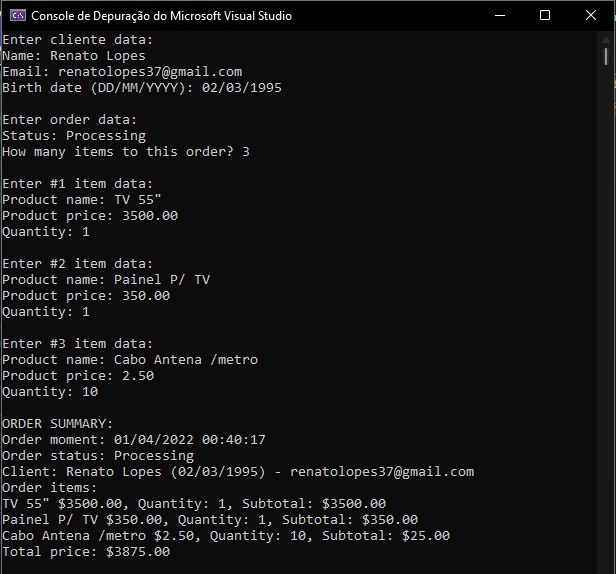 Console de Depuração do Microsoft Visual Studio
Enter cliente data:
Name: Renato Lopes
Email: renatolopes37@gmail.com
Birth date (DD/MM/YYYY): 02/03/1995
Enter order data:
Status: Processing
How many items to this order? 3
Enter #1 item data:
Product name: TV 55"
Product price: 3500.00
Quantity: 1
Enter #2 item data:
Product name: Painel P/ TV
Product price: 350.00
Quantity: 1
Enter #3 item data:
Product name: Cabo Antena /metro
Product price: 2.50
Quantity: 10
ORDER SUMMARY:
Order moment: 01/04/2022 00:40:17
Order status: Processing
Client: Renato Lopes (02/03/1995) - renatolopes37@gmail.com
Order items:
TV 55" $3500.00, Quantity: 1, Subtotal: $3500.00
Painel P/ TV $350.00, Quantity: 1, Subtotal: $350.00
Cabo Antena /metro $2.50, Quantity: 10, Subtotal: $25.00
Total price: $3875.00